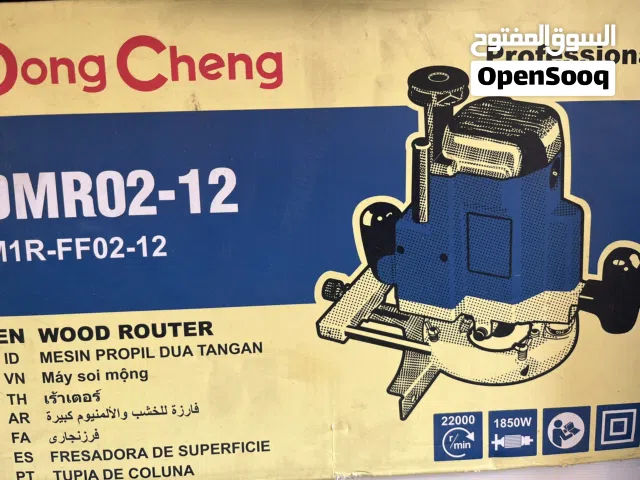 Dong Cheng
Professiona
السوق المفتوح
OpenSooq
DMR02-12
M1R-FF02-12
EN WOOD ROUTER
ID MESIN PROPIL DUA TANGAN
VN Máy soi mộng
TH เร้าเตอร์
AR فارزة للخشب والألمنيوم كبيرة
FA فرزنجاری
ES FRESADORA DE SUPERFICIE
PT TUPIA DE COLUNA
22000
r/min
1850W